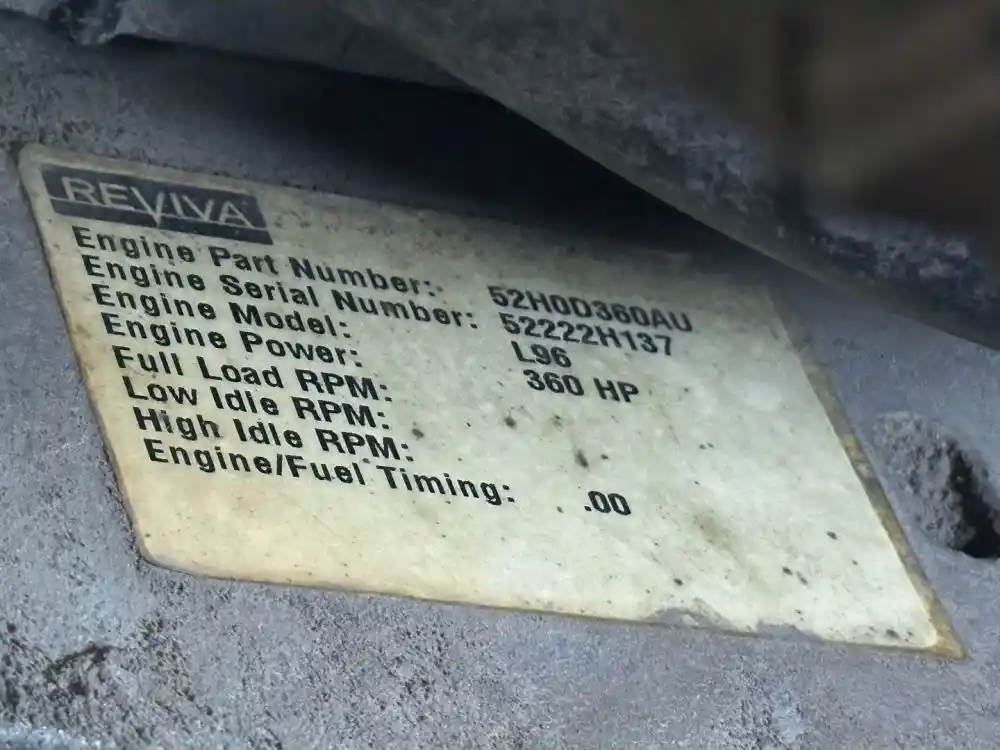 REVIVA
Engine Part Number: 52H0D360AU
Engine Serial Number: 52222H137
Engine Model: L96
Engine Power: 360 HP
Full Load RPM:
Low Idle RPM:
High Idle RPM:
Engine/Fuel Timing: .00